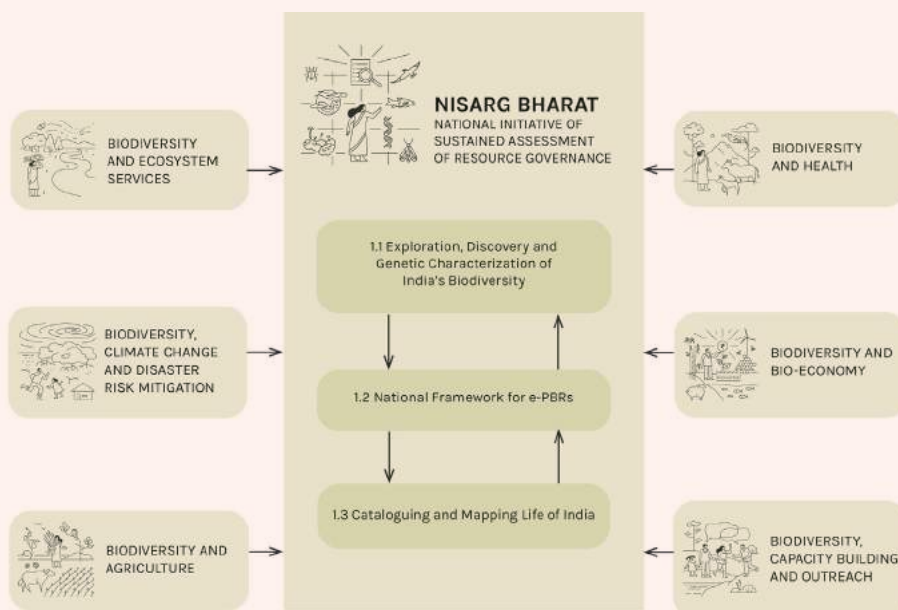 NISARG BHARAT
NATIONAL INITIATIVE OF
SUSTAINED ASSESSMENT
OF RESOURCE GOVERNANCE
BIODIVERSITY
AND ECOSYSTEM
SERVICES
BIODIVERSITY
AND HEALTH
1.1 Exploration, Discovery and
Genetic Characterization of
India's Biodiversity
BIODIVERSITY,
CLIMATE CHANGE
AND DISASTER
RISK MITIGATION
BIODIVERSITY AND
BIO-ECONOMY
1.2 National Framework for e-PBRs
1.3 Cataloguing and Mapping Life of India
BIODIVERSITY AND
AGRICULTURE
BIODIVERSITY,
CAPACITY BUILDING
AND OUTREACH